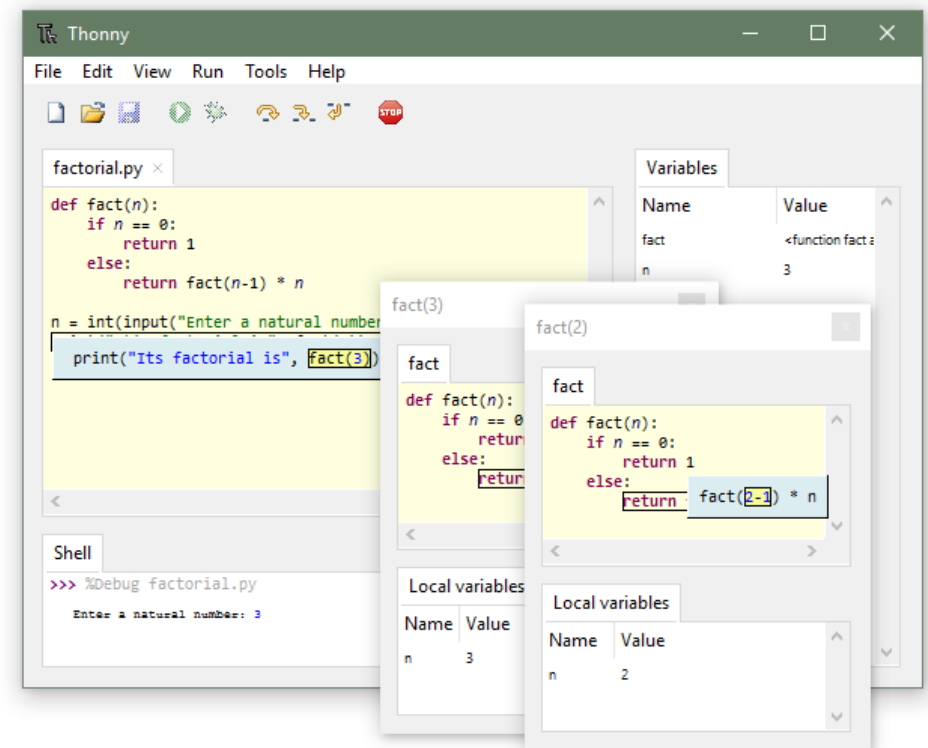 Thonny
File Edit View Run Tools Help
STOP
factorial.py
def fact(n):
    if n == 0:
        return 1
    else:
        return fact(n-1) * n
n = int(input("Enter a natural number
print("Its factorial is", fact(3))
Shell
>>> %Debug factorial.py
Enter a natural number: 3
Variables
Name Value
fact <function fact a
n 3
fact(3)
fact
def fact(n):
    if n == 0
        retur
    else:
        retur
Local variables
Name Value
n 3
fact(2)
fact
def fact(n):
    if n == 0:
        return 1
    else:
        return
fact(2-1) * n
Local variables
Name Value
n 2